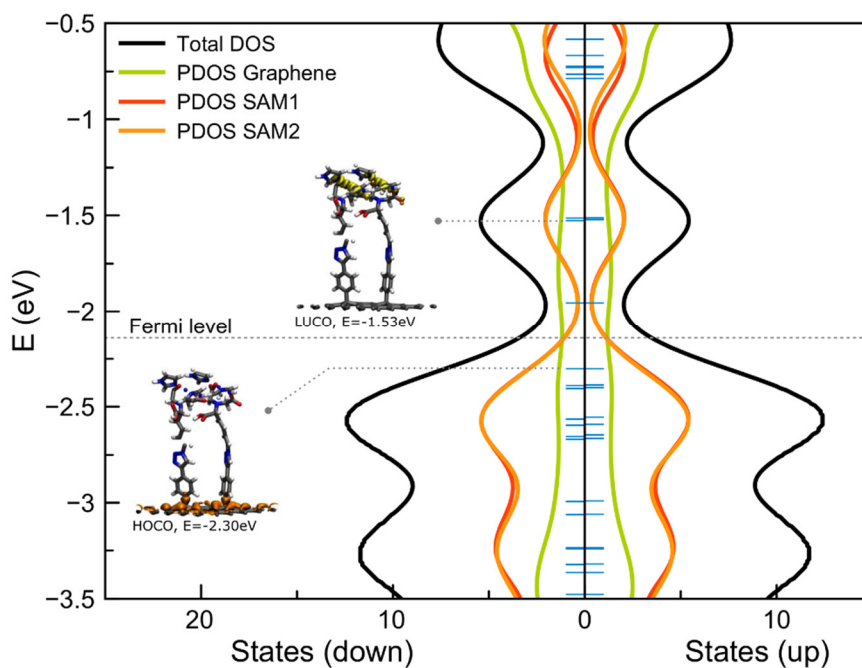 Total DOS
PDOS Graphene
PDOS SAM1
PDOS SAM2
E (eV)
−0.5
−1
−1.5
−2
−2.5
−3
−3.5
LUCO, E=-1.53eV
Fermi level
HOCO, E=-2.30eV
20
10
0
10
States (down)
States (up)